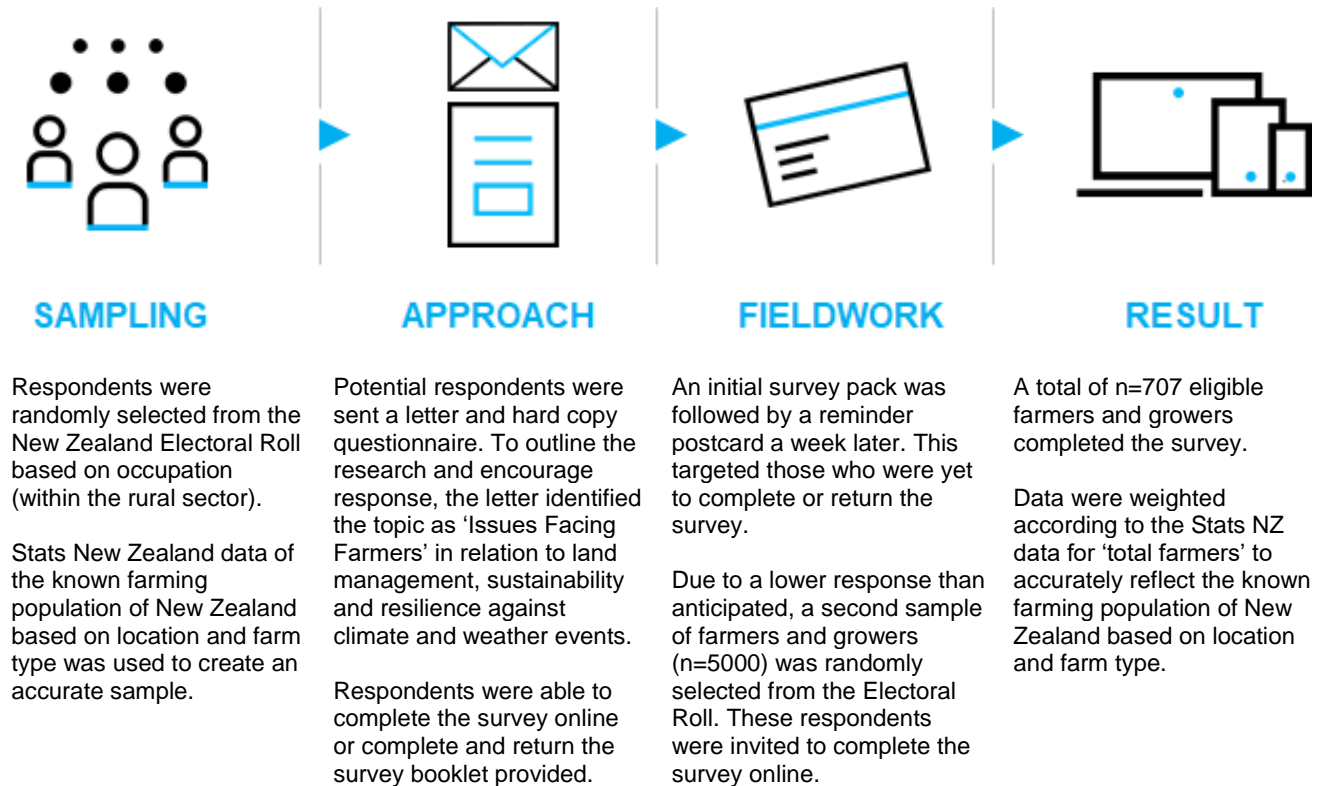 SAMPLING
Respondents were
randomly selected from the
New Zealand Electoral Roll
based on occupation
(within the rural sector).
Stats New Zealand data of
the known farming
population of New Zealand
based on location and farm
type was used to create an
accurate sample.
APPROACH
Potential respondents were
sent a letter and hard copy
questionnaire. To outline the
research and encourage
response, the letter identified
the topic as ‘Issues Facing
Farmers’ in relation to land
management, sustainability
and resilience against
climate and weather events.
Respondents were able to
complete the survey online
or complete and return the
survey booklet provided.
FIELDWORK
An initial survey pack was
followed by a reminder
postcard a week later. This
targeted those who were yet
to complete or return the
survey.
Due to a lower response than
anticipated, a second sample
of farmers and growers
(n=5000) was randomly
selected from the Electoral
Roll. These respondents
were invited to complete the
survey online.
RESULT
A total of n=707 eligible
farmers and growers
completed the survey.
Data were weighted
according to the Stats NZ
data for ‘total farmers’ to
accurately reflect the known
farming population of New
Zealand based on location
and farm type.